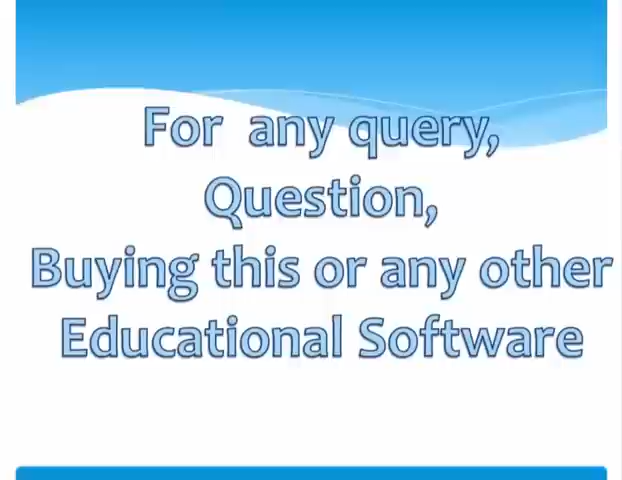 For any query,
Question,
Buying this or any other
Educational Software